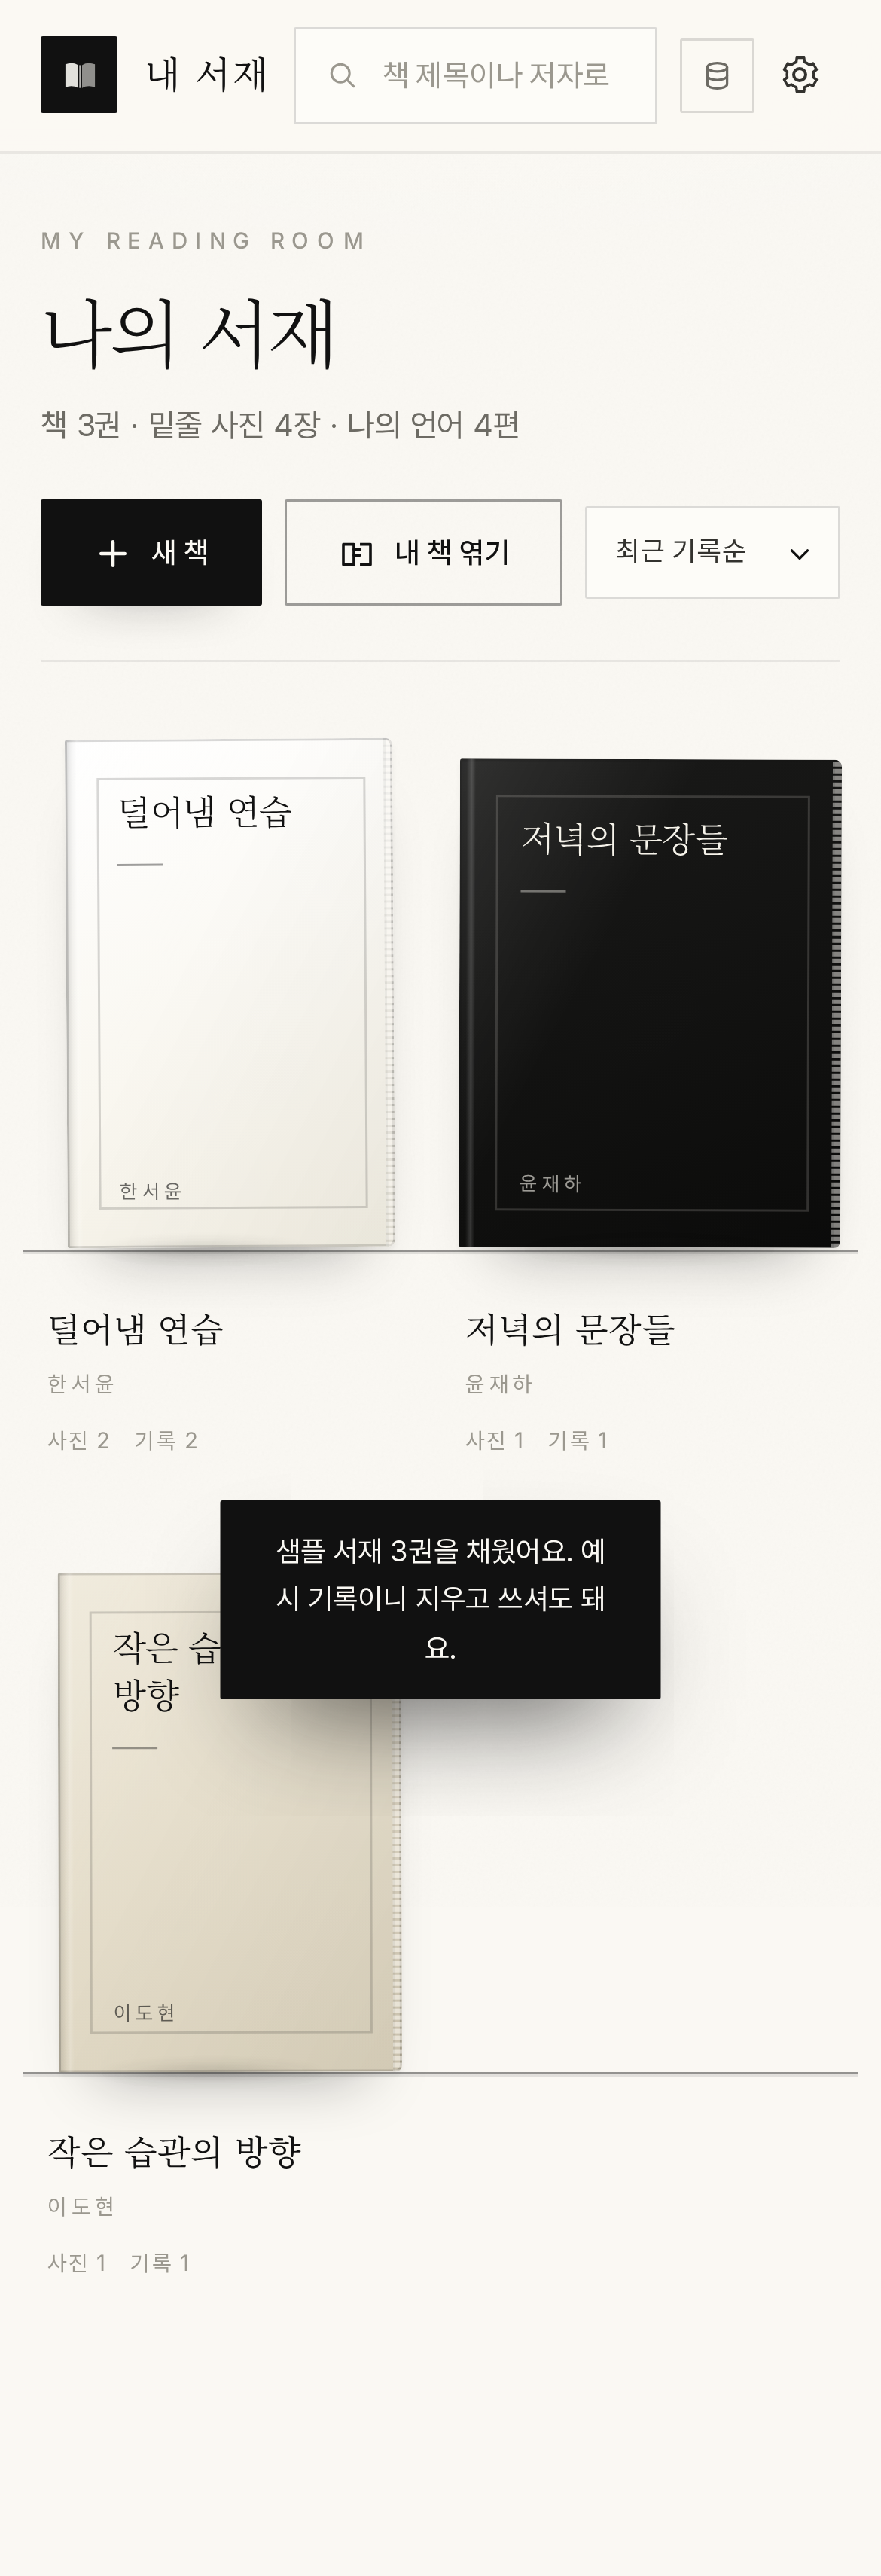 내 서재
책 제목이나 저자로
MY READING ROOM
나의 서재
책 3권 · 밑줄 사진 4장 · 나의 언어 4편
새 책
내 책 엮기
최근 기록순
덜어냄 연습
한서윤
저녁의 문장들
윤재하
덜어냄 연습
한서윤
사진 2 기록 2
저녁의 문장들
윤재하
사진 1 기록 1
샘플 서재 3권을 채웠어요. 예
시 기록이니 지우고 쓰셔도 돼
요.
작은 습
방향
이도현
작은 습관의 방향
이도현
사진 1 기록 1